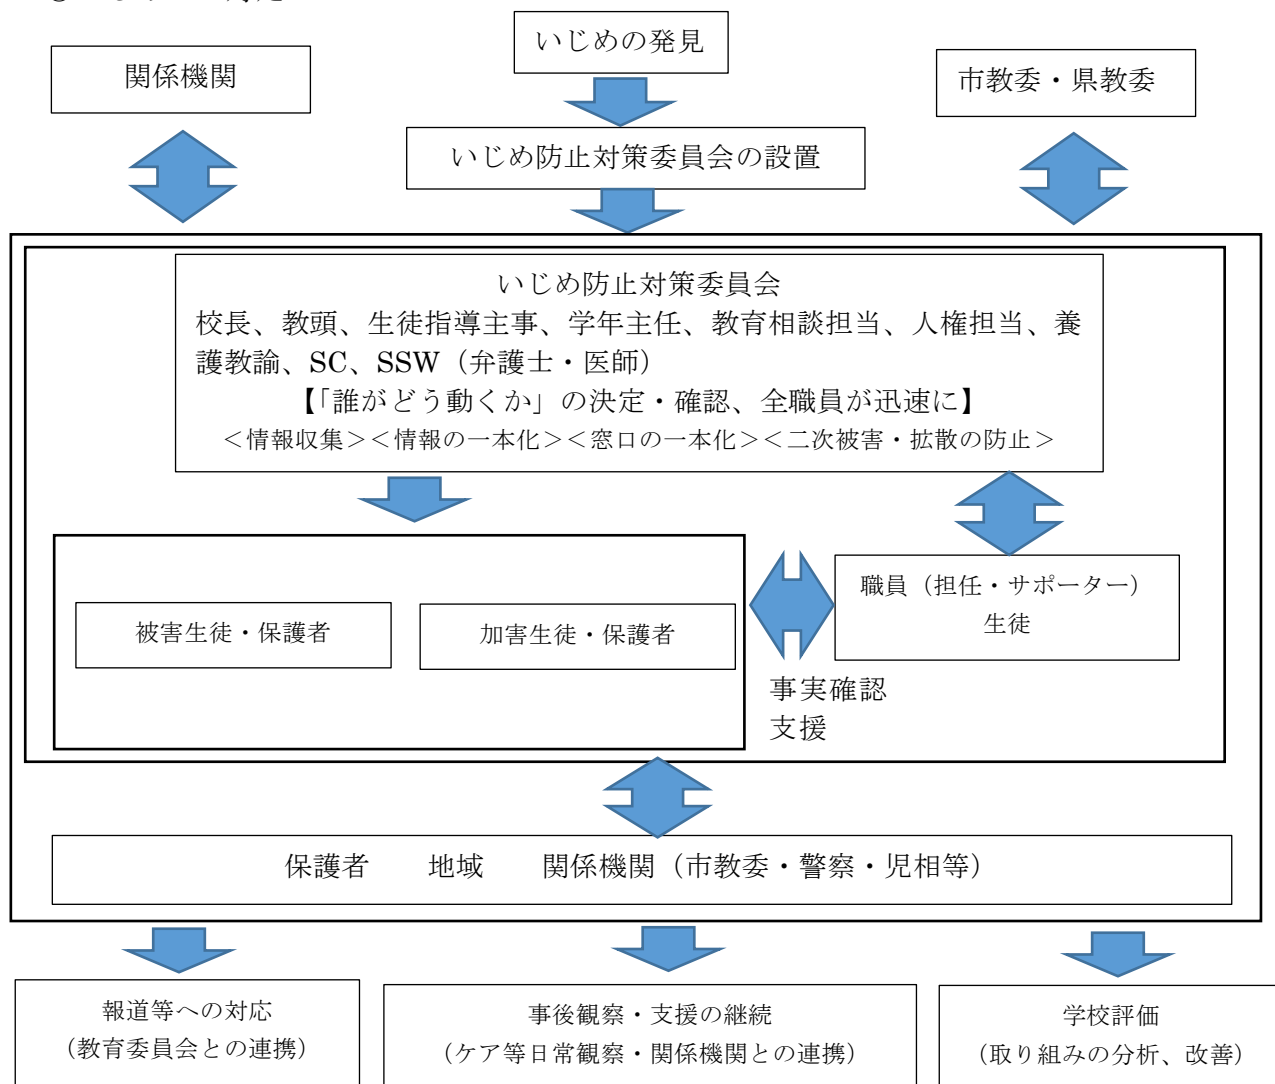 いじめの発見
関係機関
市教委・県教委
いじめ防止対策委員会の設置
いじめ防止対策委員会
校長、教頭、生徒指導主事、学年主任、教育相談担当、人権担当、養
護教諭、SC、SSW（弁護士・医師）
【「誰がどう動くか」の決定・確認、全職員が迅速に】
＜情報収集＞＜情報の一本化＞＜窓口の一本化＞＜二次被害・拡散の防止＞
職員（担任・サポーター）
生徒
被害生徒・保護者
加害生徒・保護者
事実確認
支援
保護者　　地域　　関係機関（市教委・警察・児相等）
報道等への対応
（教育委員会との連携）
事後観察・支援の継続
（ケア等日常観察・関係機関との連携）
学校評価
（取り組みの分析、改善）